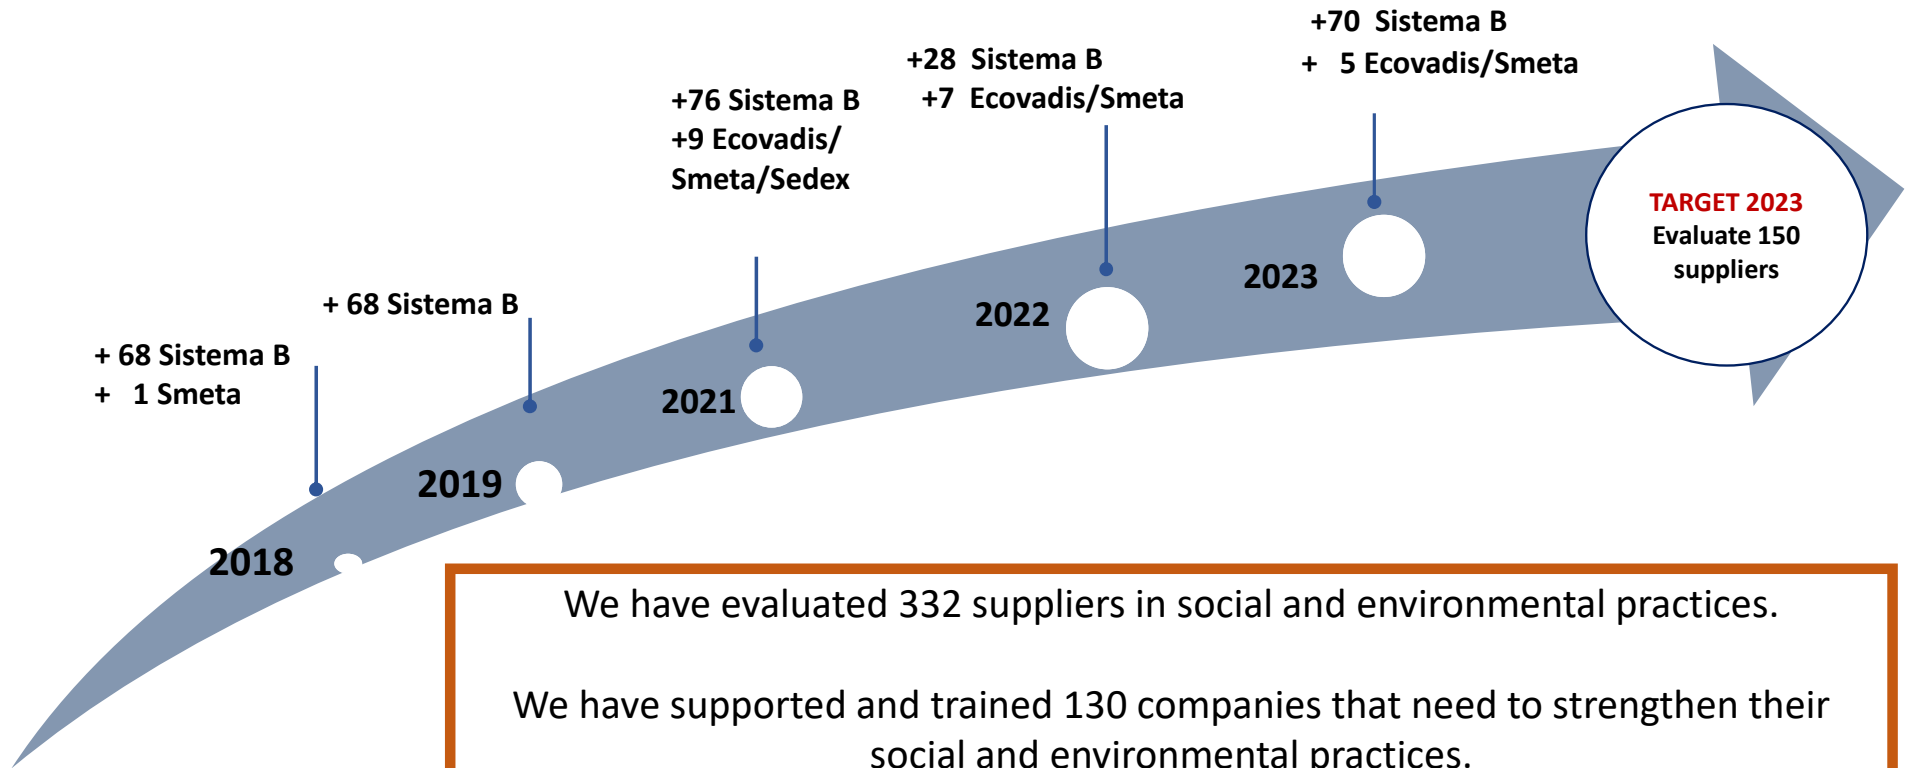 +70 Sistema B
+ 5 Ecovadis/Smeta
+28 Sistema B
+7 Ecovadis/Smeta
+76 Sistema B
+9 Ecovadis/
Smeta/Sedex
+ 68 Sistema B
+ 68 Sistema B
+ 1 Smeta
TARGET 2023
Evaluate 150
suppliers
2023
2022
2021
2019
2018
We have evaluated 332 suppliers in social and environmental practices.
We have supported and trained 130 companies that need to strengthen their
social and environmental practices.